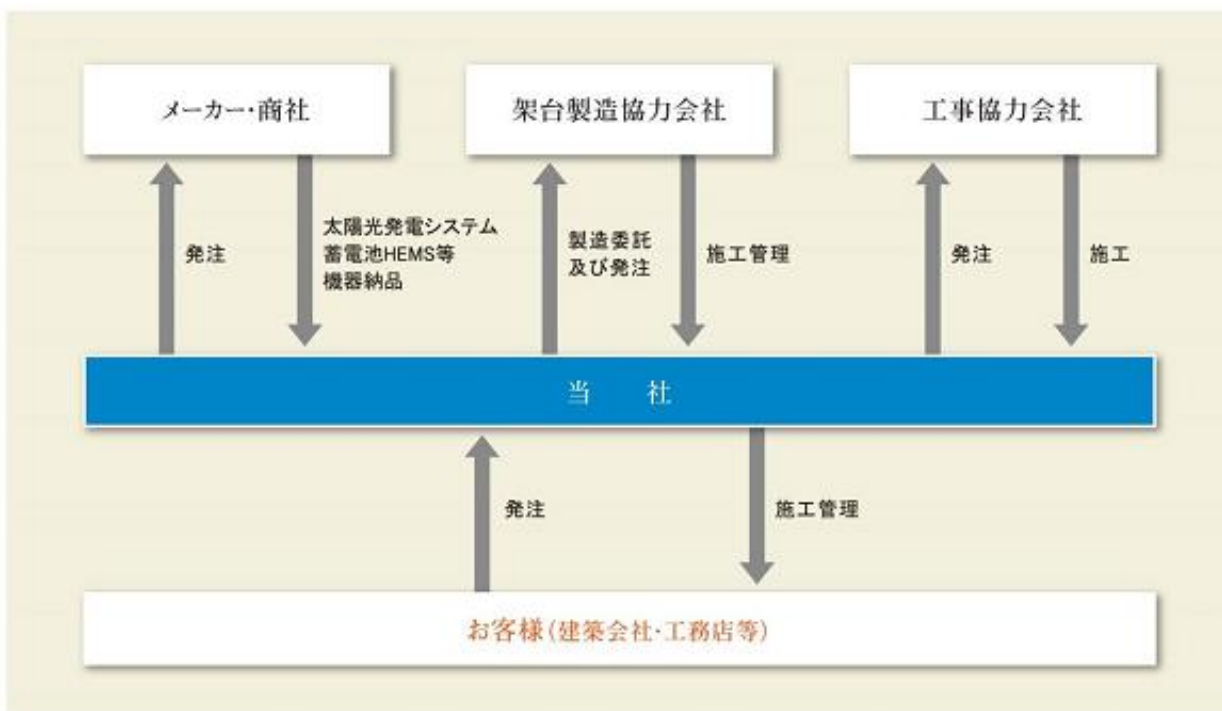 メーカー・商社
架台製造協力会社
工事協力会社
発注
太陽光発電システム
蓄電池HEMS等
機器納品
製造委託
及び発注
施工管理
発注
施工
当　社
発注
施工管理
お客様(建築会社・工務店等)